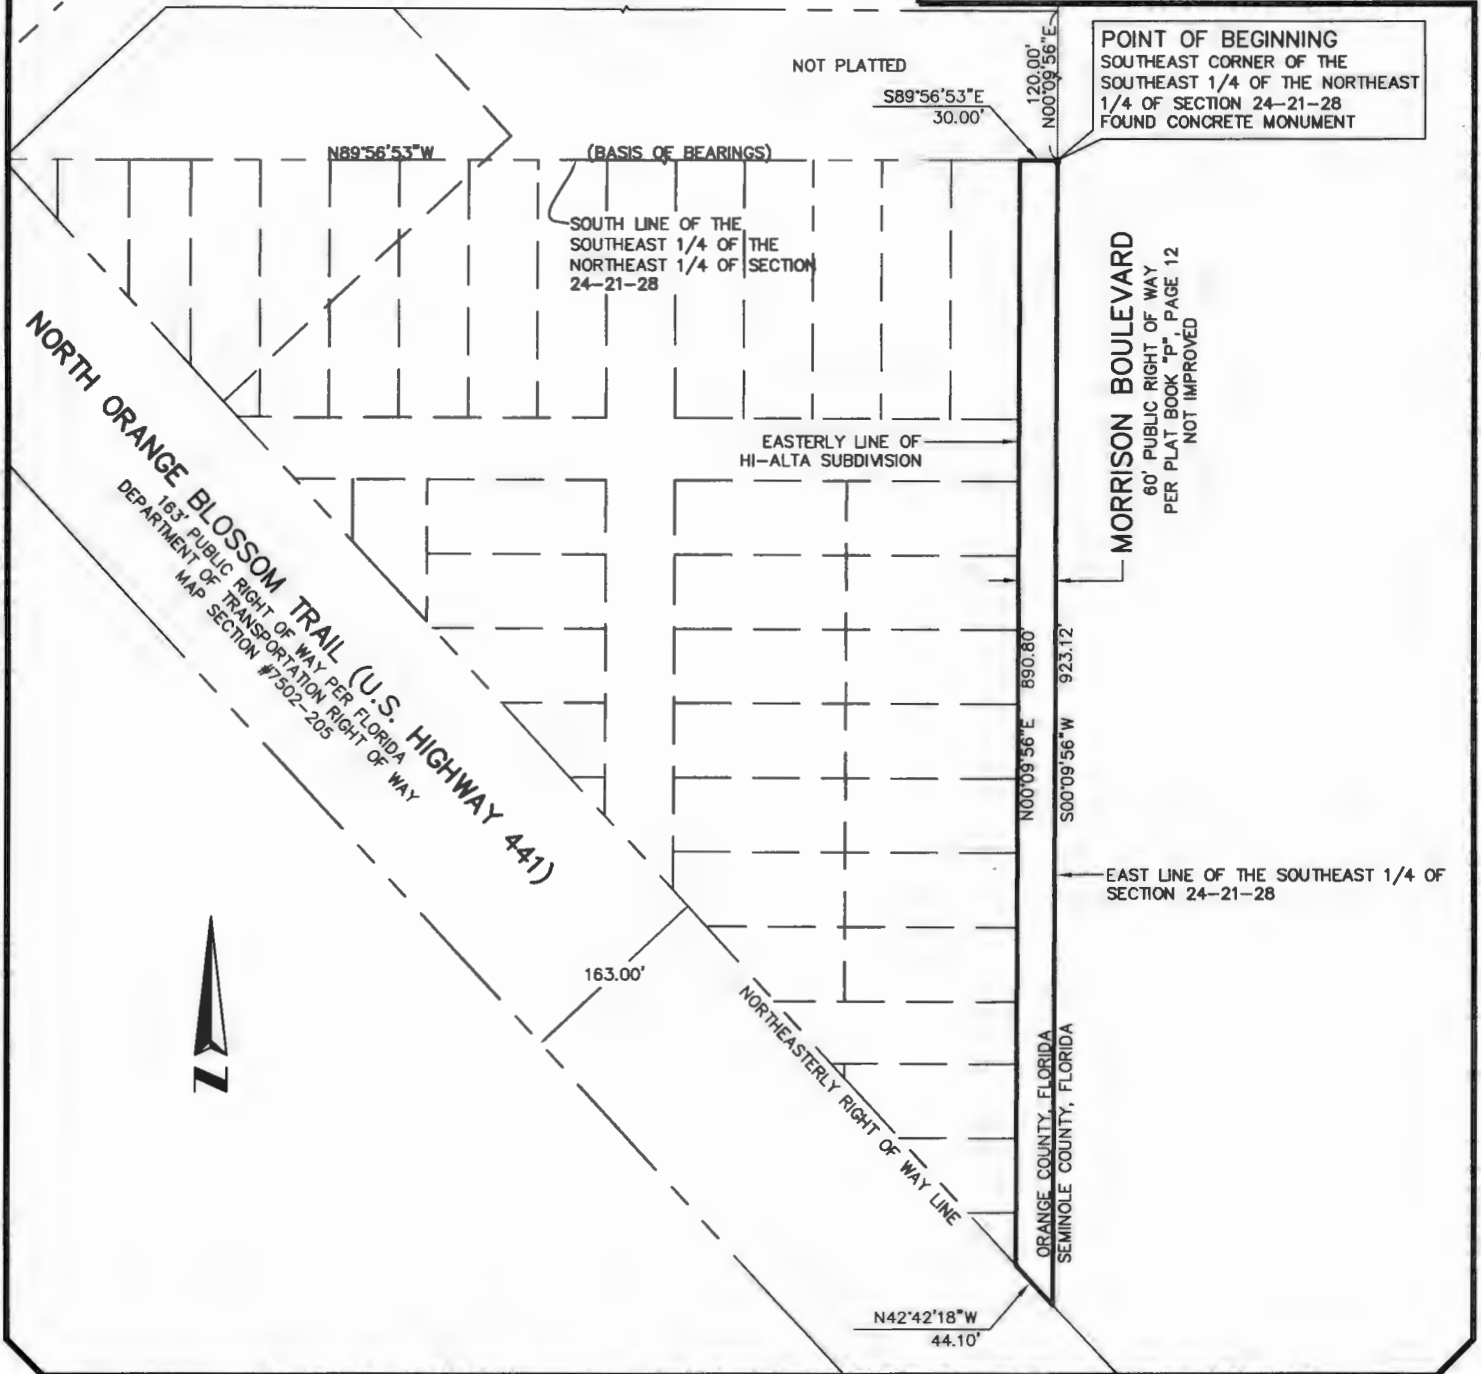 NOT PLATTED
S89°56'53"E
30.00'
120.00'
N00°09'56"E
POINT OF BEGINNING
SOUTHEAST CORNER OF THE
SOUTHEAST 1/4 OF THE NORTHEAST
1/4 OF SECTION 24-21-28
FOUND CONCRETE MONUMENT
N89°56'53"W
(BASIS OF BEARINGS)
SOUTH LINE OF THE
SOUTHEAST 1/4 OF THE
NORTHEAST 1/4 OF SECTION
24-21-28
MORRISON BOULEVARD
60' PUBLIC RIGHT OF WAY
PER PLAT BOOK "P", PAGE 12
NOT IMPROVED
EASTERLY LINE OF
HI-ALTA SUBDIVISION
NORTH ORANGE BLOSSOM TRAIL (U.S. HIGHWAY 441)
163' PUBLIC RIGHT OF WAY PER FLORIDA
DEPARTMENT OF TRANSPORTATION RIGHT OF WAY
MAP SECTION #7502-205
N00°09'56"E 890.80'
S00°09'56"W 923.12'
EAST LINE OF THE SOUTHEAST 1/4 OF
SECTION 24-21-28
163.00'
NORTHEASTERLY RIGHT OF WAY LINE
ORANGE COUNTY, FLORIDA
SEMINOLE COUNTY, FLORIDA
N
N42°42'18"W
44.10'